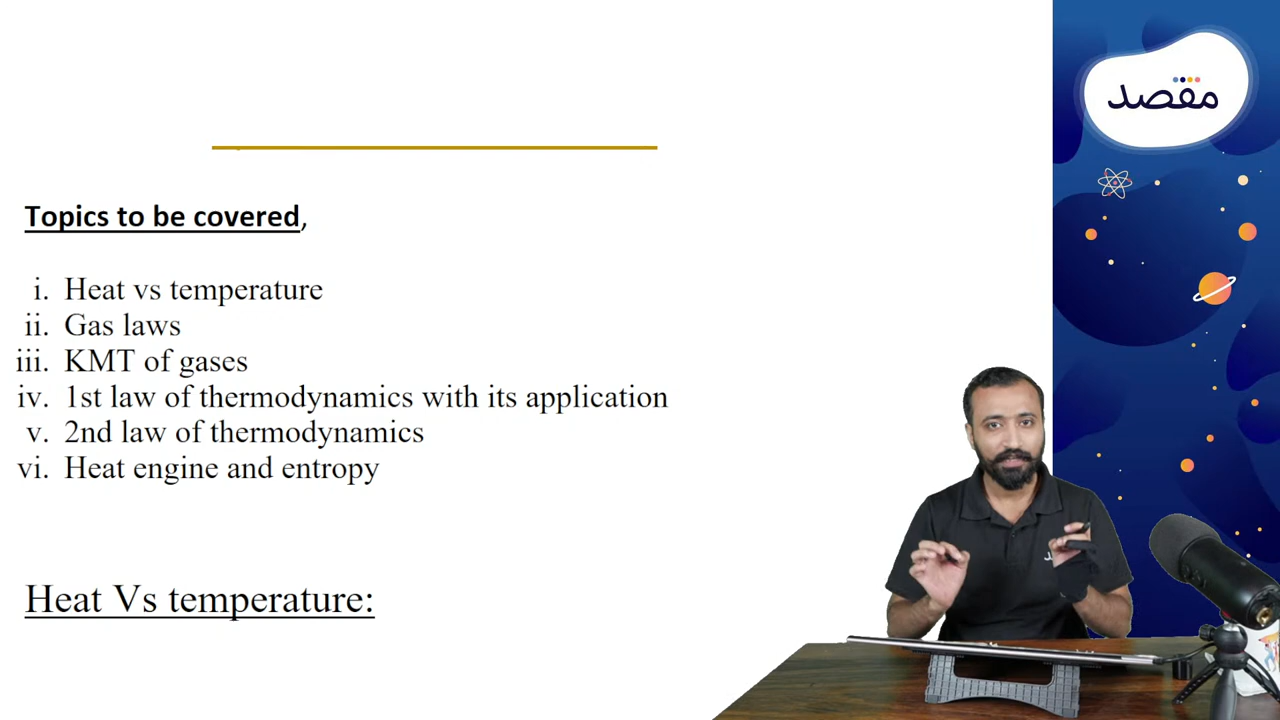 مقصد
Topics to be covered,
i. Heat vs temperature
ii. Gas laws
iii. KMT of gases
iv. 1st law of thermodynamics with its application
v. 2nd law of thermodynamics
vi. Heat engine and entropy
Heat Vs temperature: